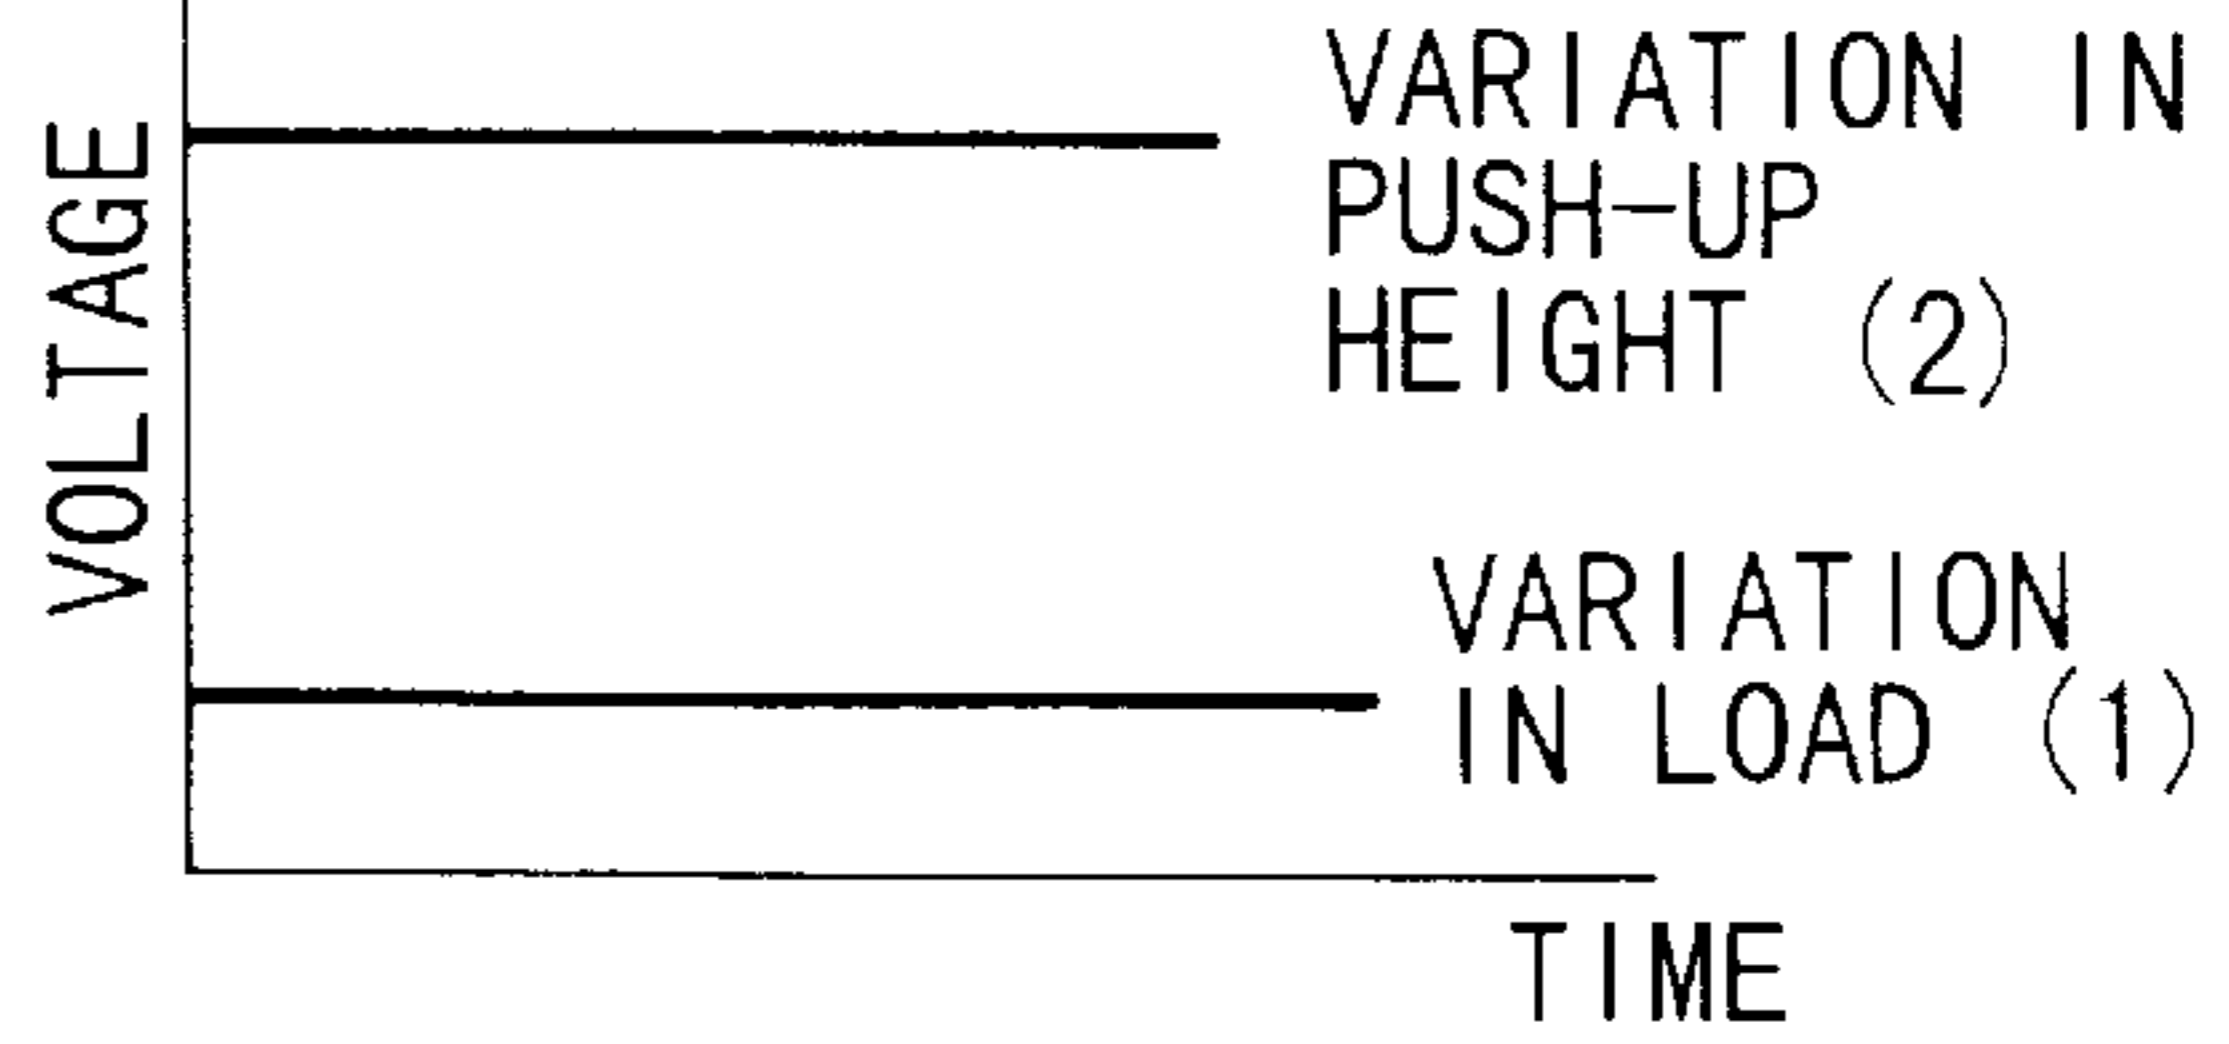 VARIATION IN
PUSH-UP
HEIGHT (2)
VOLTAGE
VARIATION
IN LOAD (1)
TIME